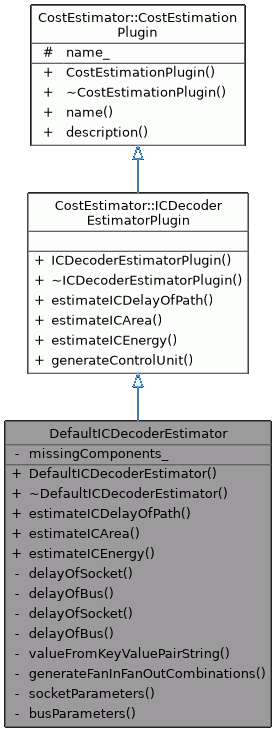 CostEstimator::CostEstimation
Plugin
# name_
+ CostEstimationPlugin()
+ ~CostEstimationPlugin()
+ name()
+ description()
CostEstimator::ICDecoder
EstimatorPlugin
+ ICDecoderEstimatorPlugin()
+ ~ICDecoderEstimatorPlugin()
+ estimateICDelayOfPath()
+ estimateICArea()
+ estimateICEnergy()
+ generateControlUnit()
DefaultICDecoderEstimator
- missingComponents_
+ DefaultICDecoderEstimator()
+ ~DefaultICDecoderEstimator()
+ estimateICDelayOfPath()
+ estimateICArea()
+ estimateICEnergy()
- delayOfSocket()
- delayOfBus()
- delayOfSocket()
- delayOfBus()
- valueFromKeyValuePairString()
- generateFanInFanOutCombinations()
- socketParameters()
- busParameters()